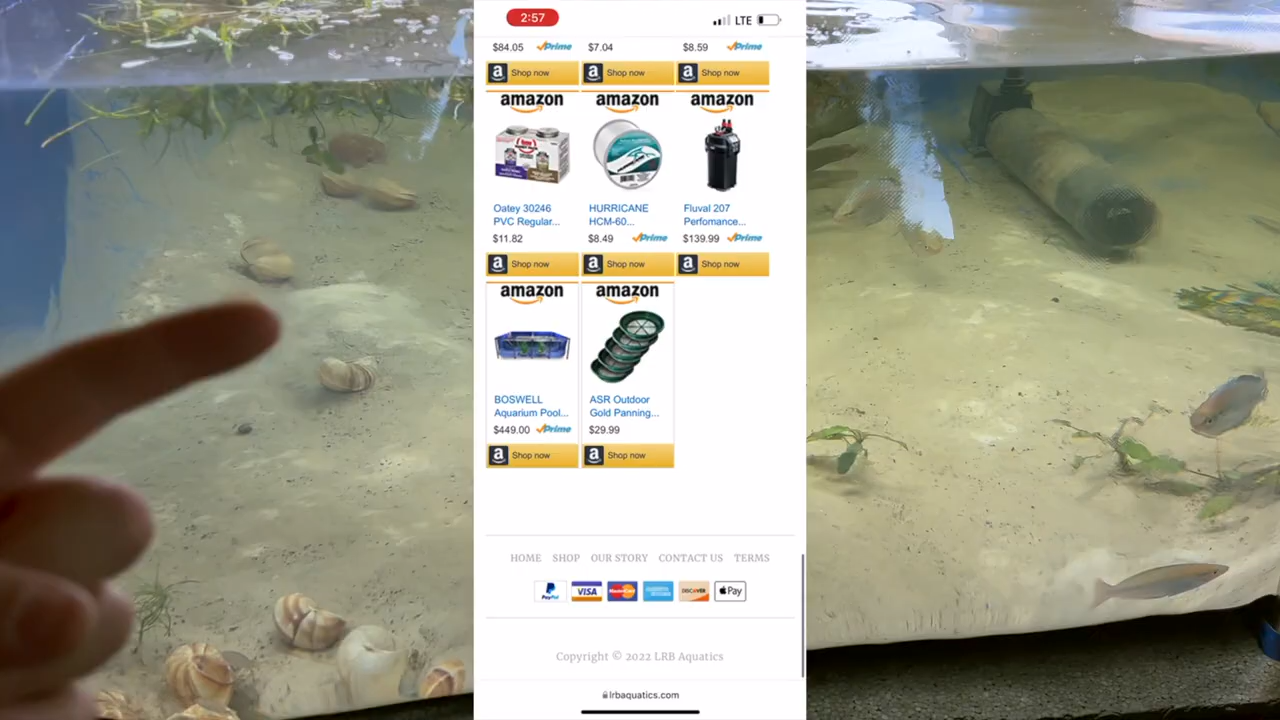 2:57
LTE
$84.05 Prime
$7.04
$8.59 Prime
a Shop now
a Shop now
a Shop now
amazon
amazon
amazon
Oatey 30246
PVC Regular...
$11.82
HURRICANE
HCM-60...
$8.49 Prime
Fluval 207
Perfomance...
$139.99 Prime
a Shop now
a Shop now
a Shop now
amazon
amazon
BOSWELL
Aquarium Pool...
$449.00 Prime
ASR Outdoor
Gold Panning...
$29.99
a Shop now
a Shop now
HOME SHOP OUR STORY CONTACT US TERMS
PayPal VISA MasterCard DISCOVER Pay
Copyright © 2022 LRB Aquatics
lrbaquatics.com